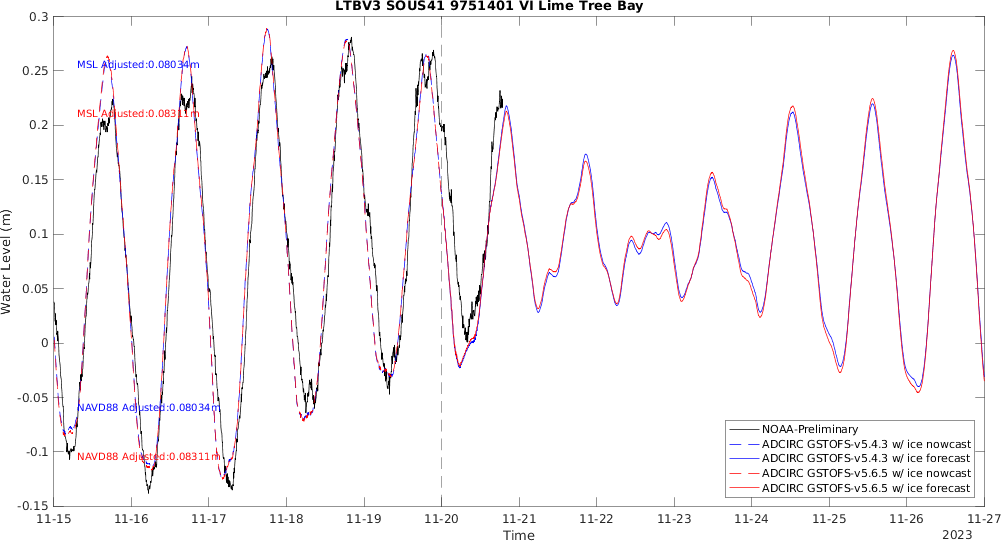 LTBV3 SOUS41 9751401 VI Lime Tree Bay
0.3
0.25
0.2
0.15
0.1
0.05
0
-0.05
-0.1
-0.15
Water Level (m)
MSL Adjusted:0.08034m
MSL Adjusted:0.08311m
NAVD88 Adjusted:0.08034m
NAVD88 Adjusted:0.08311m
NOAA-Preliminary
ADCIRC GSTOFS-v5.4.3 w/ ice nowcast
ADCIRC GSTOFS-v5.4.3 w/ ice forecast
ADCIRC GSTOFS-v5.6.5 w/ ice nowcast
ADCIRC GSTOFS-v5.6.5 w/ ice forecast
11-15 11-16 11-17 11-18 11-19 11-20 11-21 11-22 11-23 11-24 11-25 11-26 11-27
Time
2023